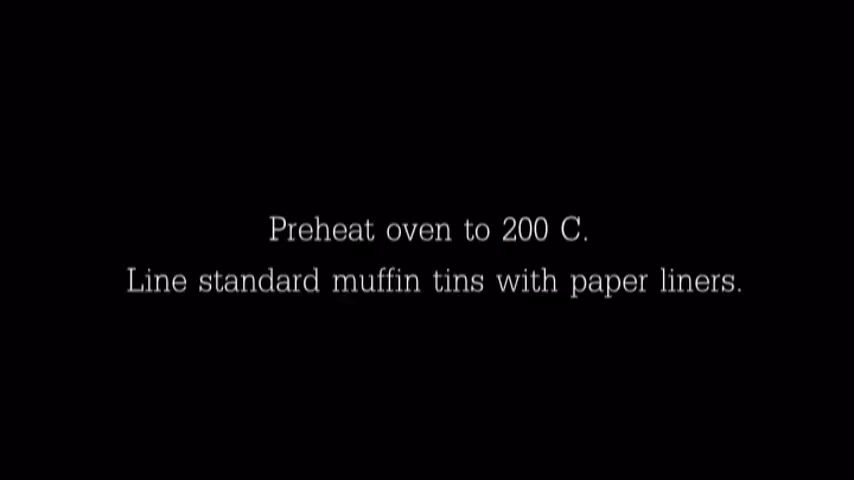 Preheat oven to 200 C.
Line standard muffin tins with paper liners.